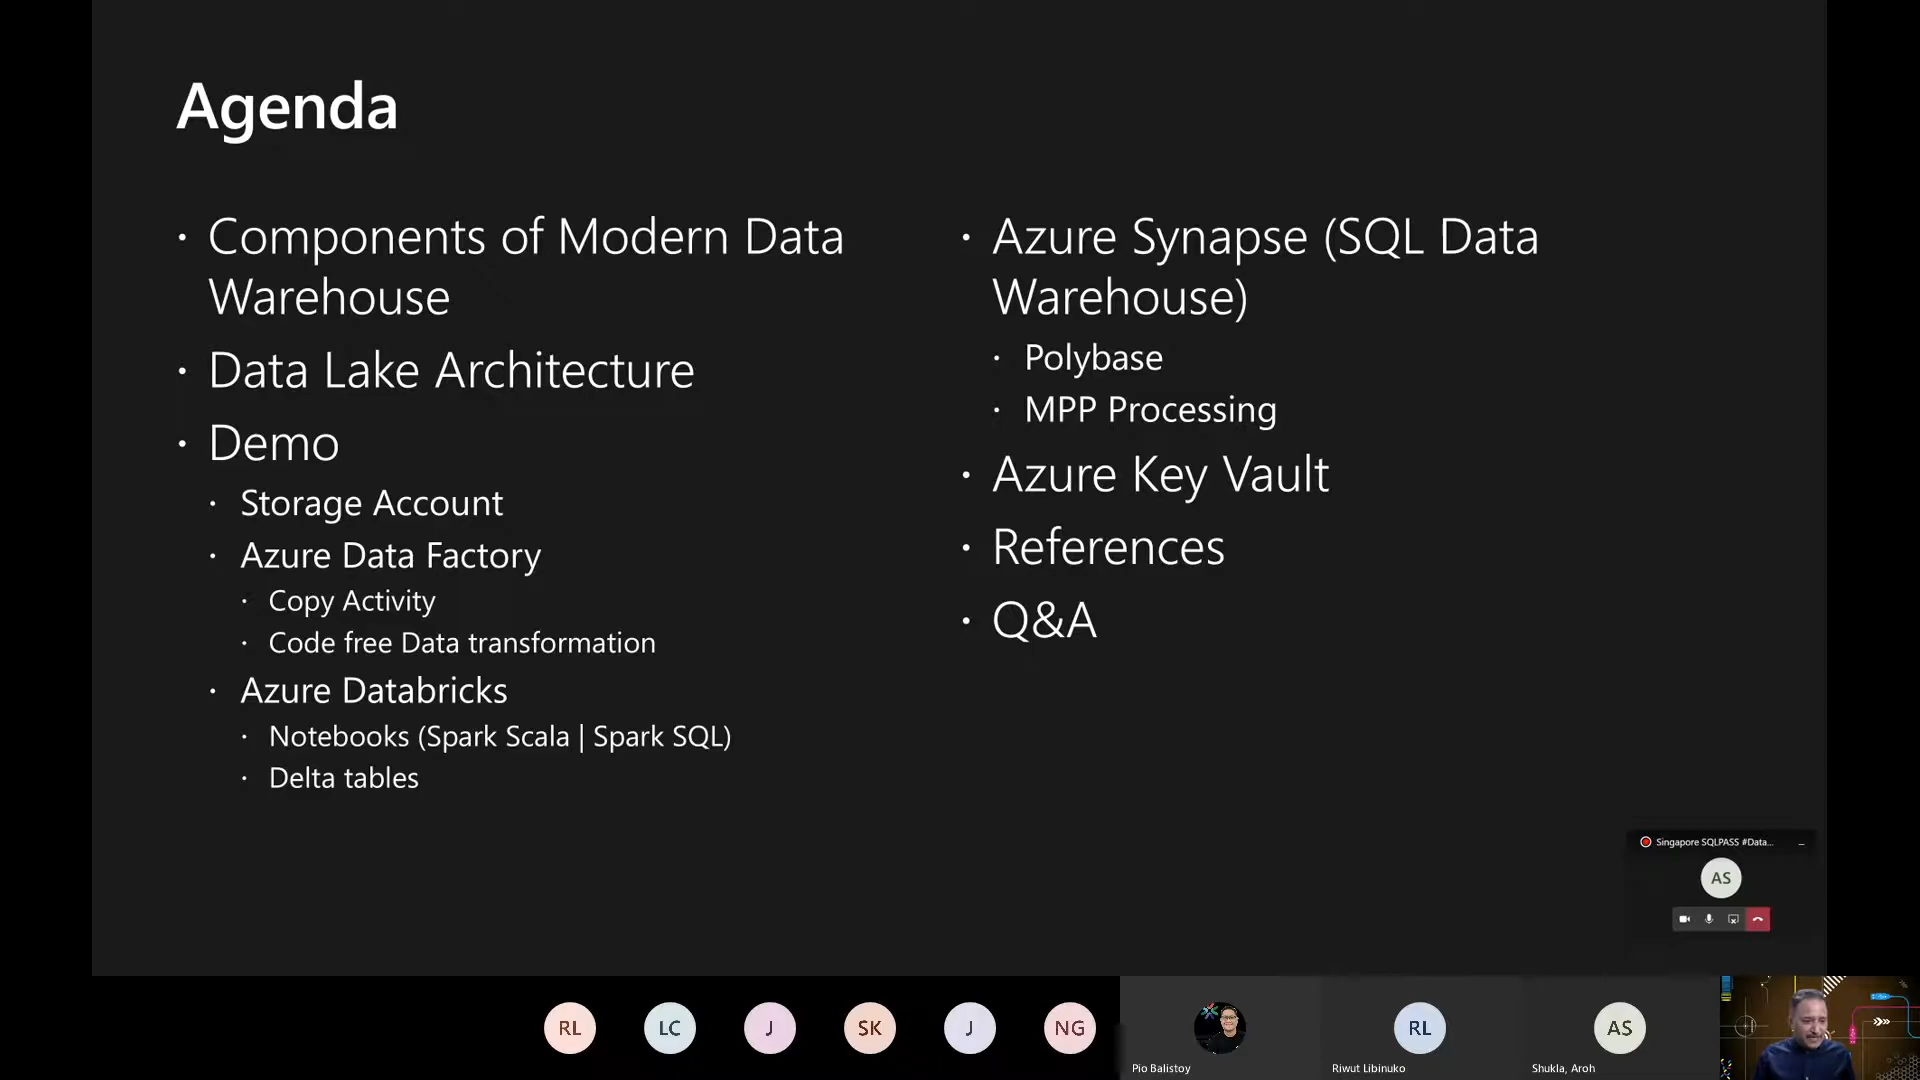 Agenda
· Components of Modern Data
Warehouse
· Data Lake Architecture
· Demo
· Storage Account
· Azure Data Factory
· Copy Activity
· Code free Data transformation
· Azure Databricks
· Notebooks (Spark Scala | Spark SQL)
· Delta tables
· Azure Synapse (SQL Data
Warehouse)
· Polybase
· MPP Processing
· Azure Key Vault
· References
· Q&A
Singapore SQLPASS #Data...
AS
RL
LC
J
SK
J
NG
Pio Balistoy
RL
Riwut Libinuko
AS
Shukla, Aroh